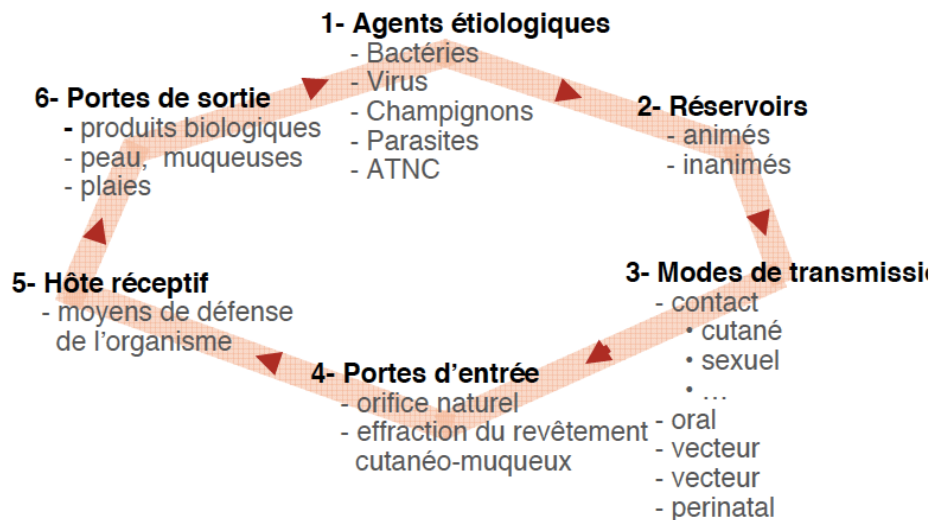 1- Agents étiologiques
- Bactéries
- Virus
- Champignons
- Parasites
- ATNC
2- Réservoirs
- animés
- inanimés
3- Modes de transmissi
- contact
• cutané
• sexuel
• ...
- oral
- vecteur
- vecteur
- perinatal
4- Portes d’entrée
- orifice naturel
- effraction du revêtement
cutanéo-muqueux
5- Hôte réceptif
- moyens de défense
de l’organisme
6- Portes de sortie
- produits biologiques
- peau, muqueuses
- plaies